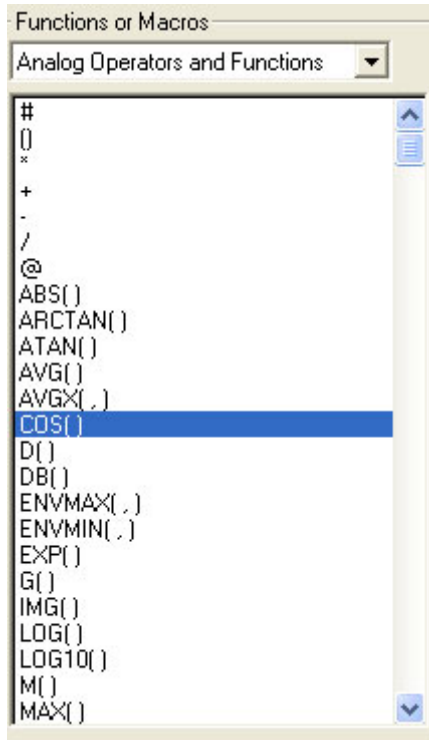 Functions or Macros
Analog Operators and Functions
#
()
*
+
-
/
@
ABS( )
ARCTAN( )
ATAN( )
AVG( )
AVGX( , )
COS( )
D( )
DB( )
ENVMAX( , )
ENVMIN( , )
EXP( )
G( )
IMG( )
LOG( )
LOG10( )
M( )
MAX( )